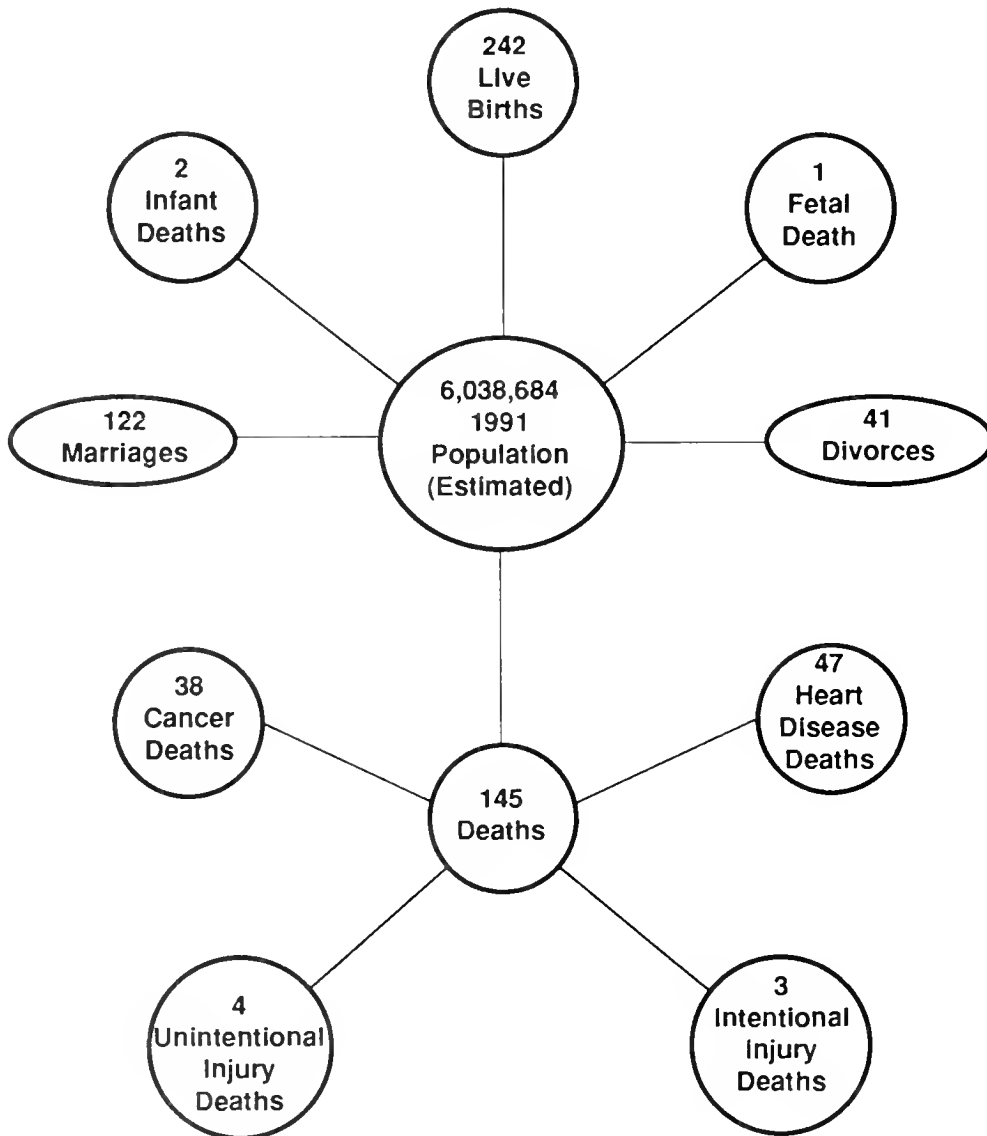 242
Live
Births
2
Infant
Deaths
1
Fetal
Death
122
Marriages
6,038,684
1991
Population
(Estimated)
41
Divorces
38
Cancer
Deaths
47
Heart
Disease
Deaths
145
Deaths
4
Unintentional
Injury
Deaths
3
Intentional
Injury
Deaths